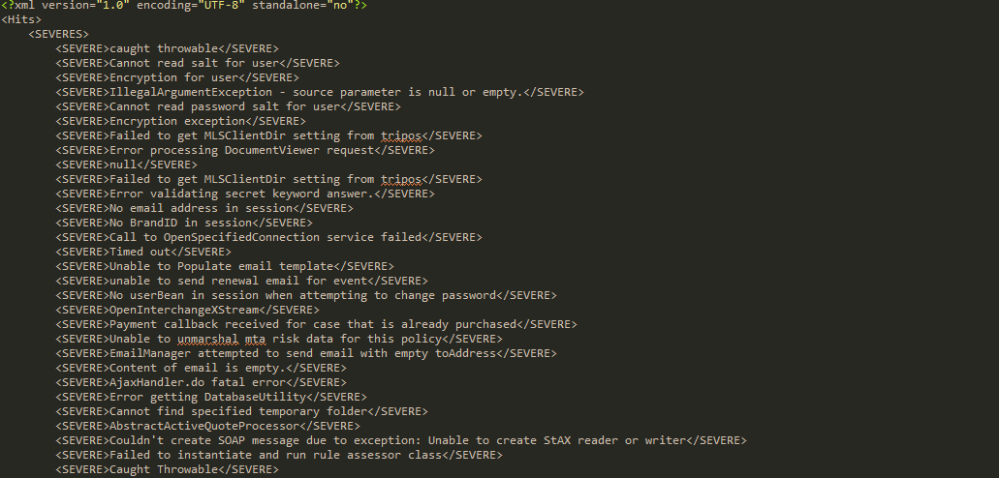 <?xml version="1.0" encoding="UTF-8" standalone="no"?>
<Hits>
<SEVERES>
<SEVERE>caught throwable</SEVERE>
<SEVERE>Cannot read salt for user</SEVERE>
<SEVERE>Encryption for user</SEVERE>
<SEVERE>IllegalArgumentException - source parameter is null or empty.</SEVERE>
<SEVERE>Cannot read password salt for user</SEVERE>
<SEVERE>Encryption exception</SEVERE>
<SEVERE>Failed to get MLSClientDir setting from tripos</SEVERE>
<SEVERE>Error processing DocumentViewer request</SEVERE>
<SEVERE>null</SEVERE>
<SEVERE>Failed to get MLSClientDir setting from tripos</SEVERE>
<SEVERE>Error validating secret keyword answer.</SEVERE>
<SEVERE>No email address in session</SEVERE>
<SEVERE>No BrandID in session</SEVERE>
<SEVERE>Call to OpenSpecifiedConnection service failed</SEVERE>
<SEVERE>Timed out</SEVERE>
<SEVERE>Unable to Populate email template</SEVERE>
<SEVERE>unable to send renewal email for event</SEVERE>
<SEVERE>No userBean in session when attempting to change password</SEVERE>
<SEVERE>OpenInterchangeXStream</SEVERE>
<SEVERE>Payment callback received for case that is already purchased</SEVERE>
<SEVERE>Unable to unmarshal mta risk data for this policy</SEVERE>
<SEVERE>EmailManager attempted to send email with empty toAddress</SEVERE>
<SEVERE>Content of email is empty.</SEVERE>
<SEVERE>AjaxHandler.do fatal error</SEVERE>
<SEVERE>Error getting DatabaseUtility</SEVERE>
<SEVERE>Cannot find specified temporary folder</SEVERE>
<SEVERE>AbstractActiveQuoteProcessor</SEVERE>
<SEVERE>Couldn't create SOAP message due to exception: Unable to create StAX reader or writer</SEVERE>
<SEVERE>Failed to instantiate and run rule assessor class</SEVERE>
<SEVERE>Caught Throwable</SEVERE>